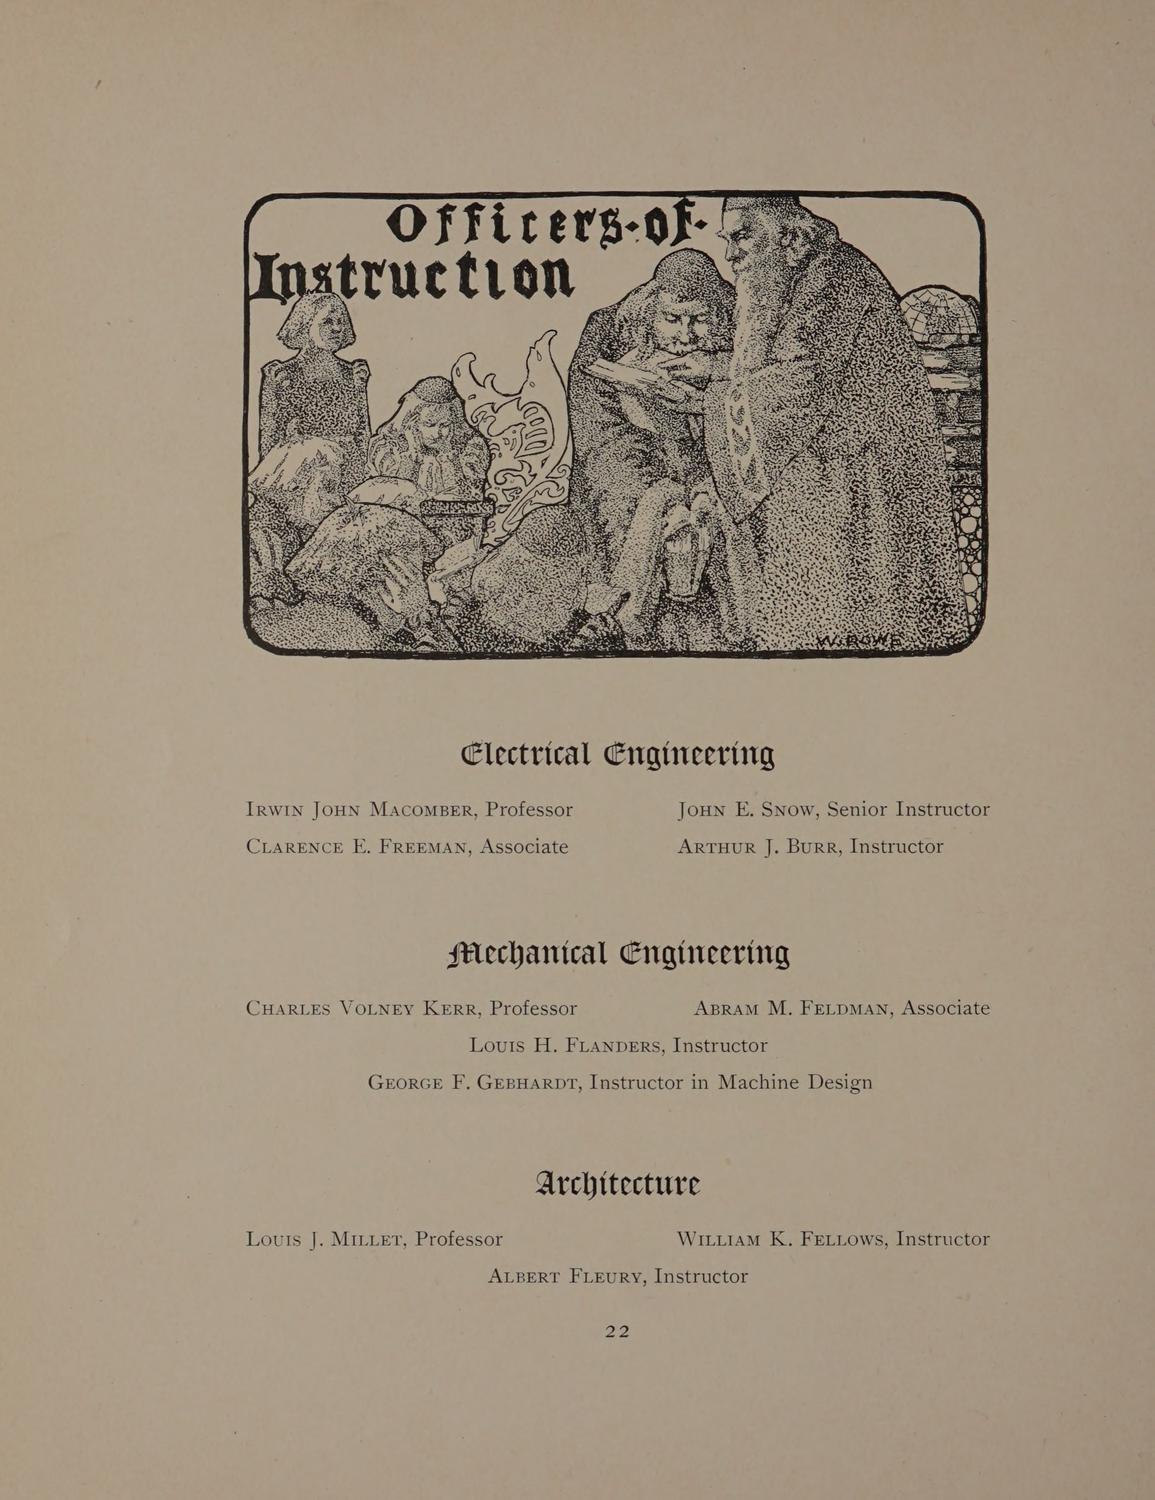 Officers·of·
Instruction
W. ROWE
Electrical Engineering
Irwin John Macomber, Professor
John E. Snow, Senior Instructor
Clarence E. Freeman, Associate
Arthur J. Burr, Instructor
Mechanical Engineering
Charles Volney Kerr, Professor
Abram M. Feldman, Associate
Louis H. Flanders, Instructor
George F. Gebhardt, Instructor in Machine Design
Architecture
Louis J. Millet, Professor
William K. Fellows, Instructor
Albert Fleury, Instructor
22